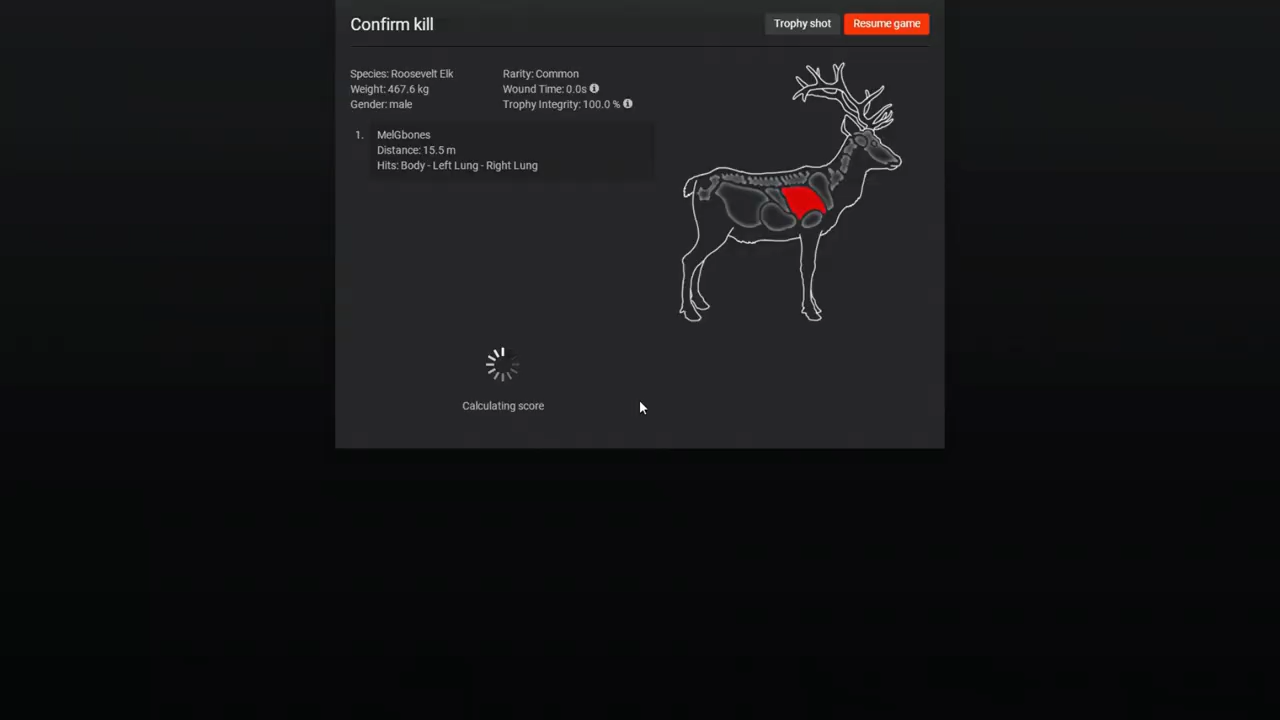 Confirm kill
Trophy shot
Resume game
Species: Roosevelt Elk
Weight: 467.6 kg
Gender: male
Rarity: Common
Wound Time: 0.0s
Trophy Integrity: 100.0 %
1. MelGbones
Distance: 15.5 m
Hits: Body - Left Lung - Right Lung
Calculating score